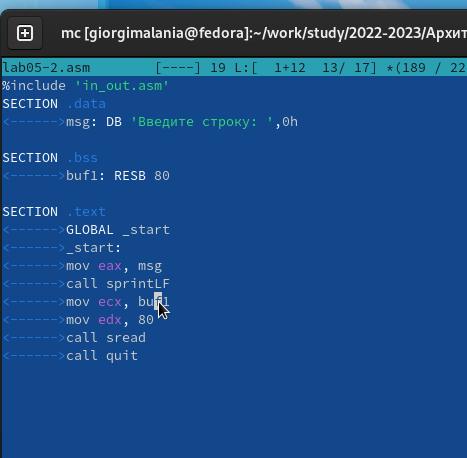 mc [giorgimalania@fedora]:~/work/study/2022-2023/Архит
lab05-2.asm [----] 19 L:[ 1+12 13/ 17] *(189 / 22
%include 'in_out.asm'
SECTION .data
<------>msg: DB 'Введите строку: ',0h
SECTION .bss
<------>buf1: RESB 80
SECTION .text
<------>GLOBAL _start
<------>_start:
<------>mov eax, msg
<------>call sprintLF
<------>mov ecx, buf1
<------>mov edx, 80
<------>call sread
<------>call quit